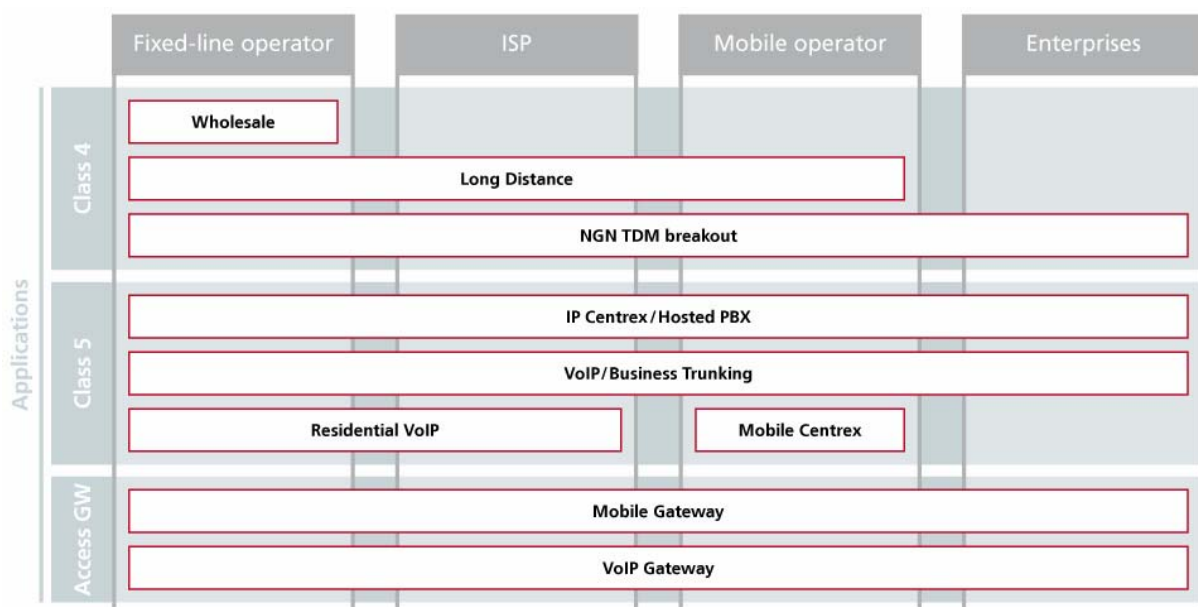 Fixed-line operator
ISP
Mobile operator
Enterprises
Applications
Class 4
Wholesale
Long Distance
NGN TDM breakout
Class 5
IP Centrex/Hosted PBX
VoIP/Business Trunking
Residential VoIP
Mobile Centrex
Access GW
Mobile Gateway
VoIP Gateway